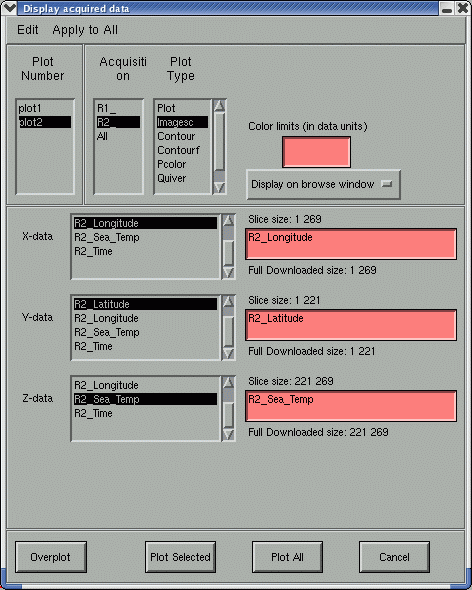 Display acquired data
Edit Apply to All
Plot
Number
Acquisiti
on
Plot
Type
plot1
plot2
R1_
R2_
All
Plot
Imagesc
Contour
Contourf
Pcolor
Quiver
Color limits (in data units)
Display on browse window
X-data
R2_Longitude
R2_Sea_Temp
R2_Time
Slice size: 1 269
R2_Longitude
Full Downloaded size: 1 269
Y-data
R2_Latitude
R2_Longitude
R2_Sea_Temp
R2_Time
Slice size: 1 221
R2_Latitude
Full Downloaded size: 1 221
Z-data
R2_Longitude
R2_Sea_Temp
R2_Time
Slice size: 221 269
R2_Sea_Temp
Full Downloaded size: 221 269
Overplot
Plot Selected
Plot All
Cancel